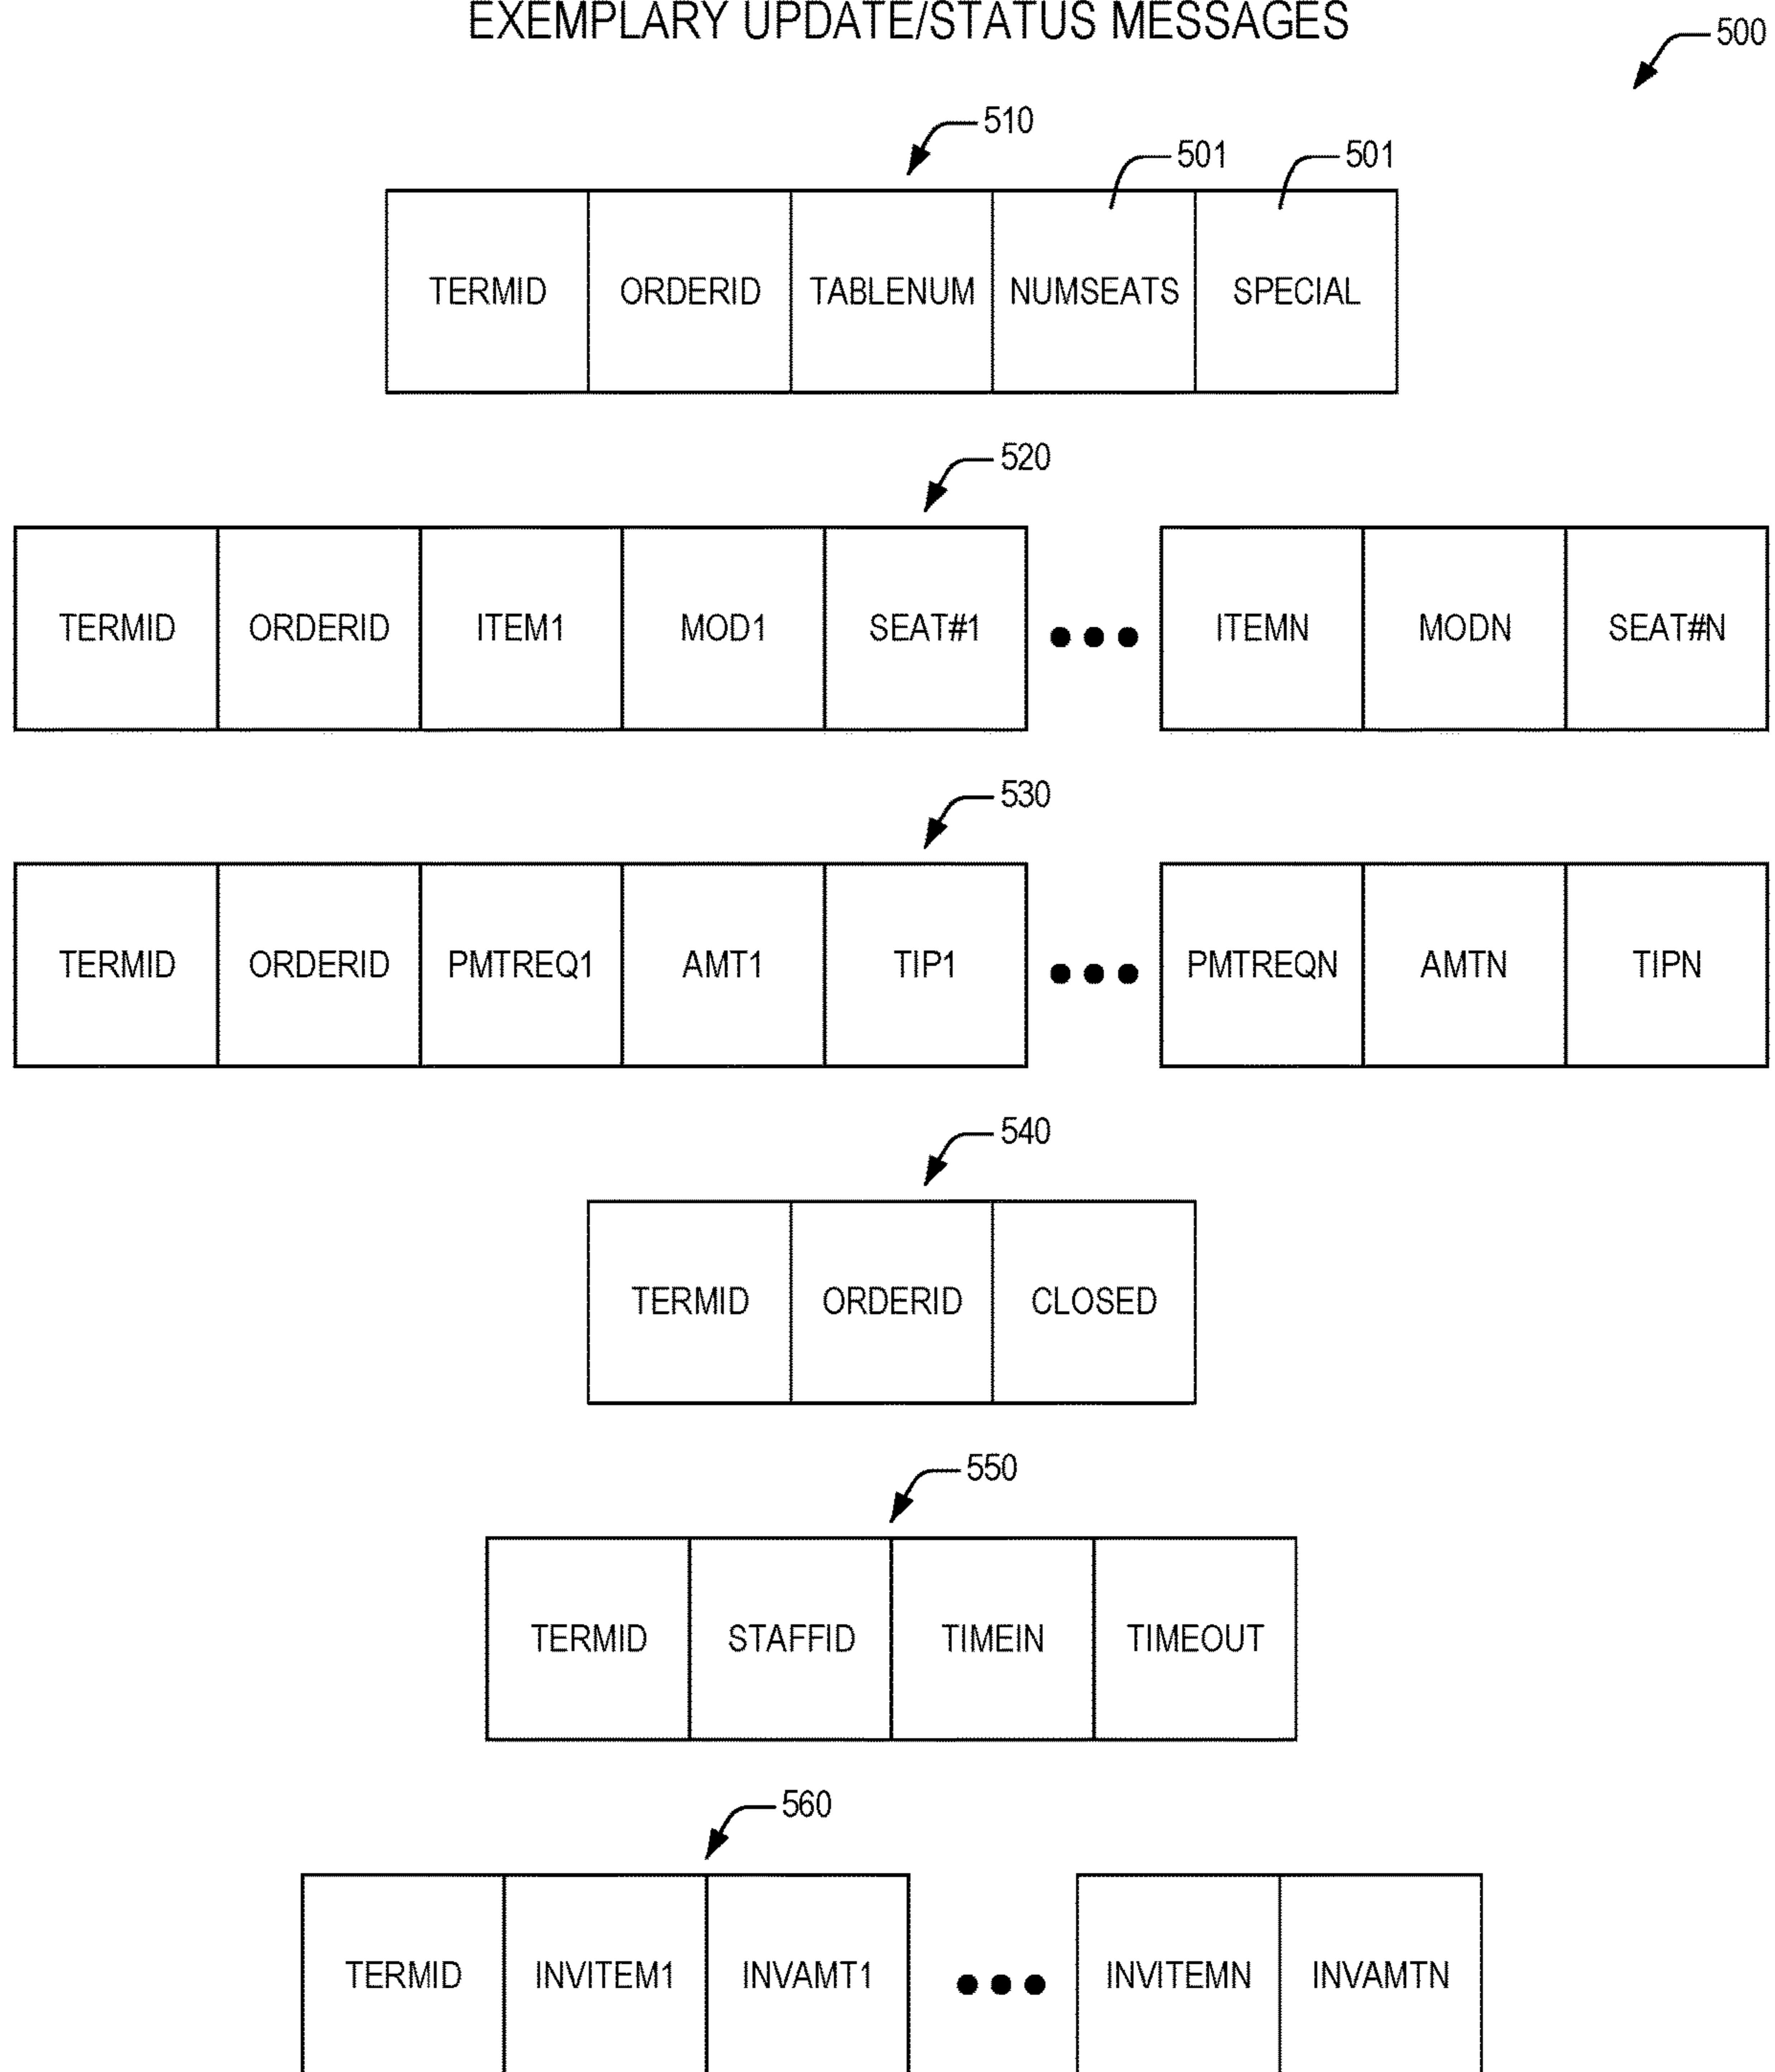 EXEMPLARY UPDATE/STATUS MESSAGES
500
510
501 501
TERMID ORDERID TABLENUM NUMSEATS SPECIAL
520
TERMID ORDERID ITEM1 MOD1 SEAT#1 ••• ITEMN MODN SEAT#N
530
TERMID ORDERID PMTREQ1 AMT1 TIP1 ••• PMTREQN AMTN TIPN
540
TERMID ORDERID CLOSED
550
TERMID STAFFID TIMEIN TIMEOUT
560
TERMID INVITEM1 INVAMT1 ••• INVITEMN INVAMTN